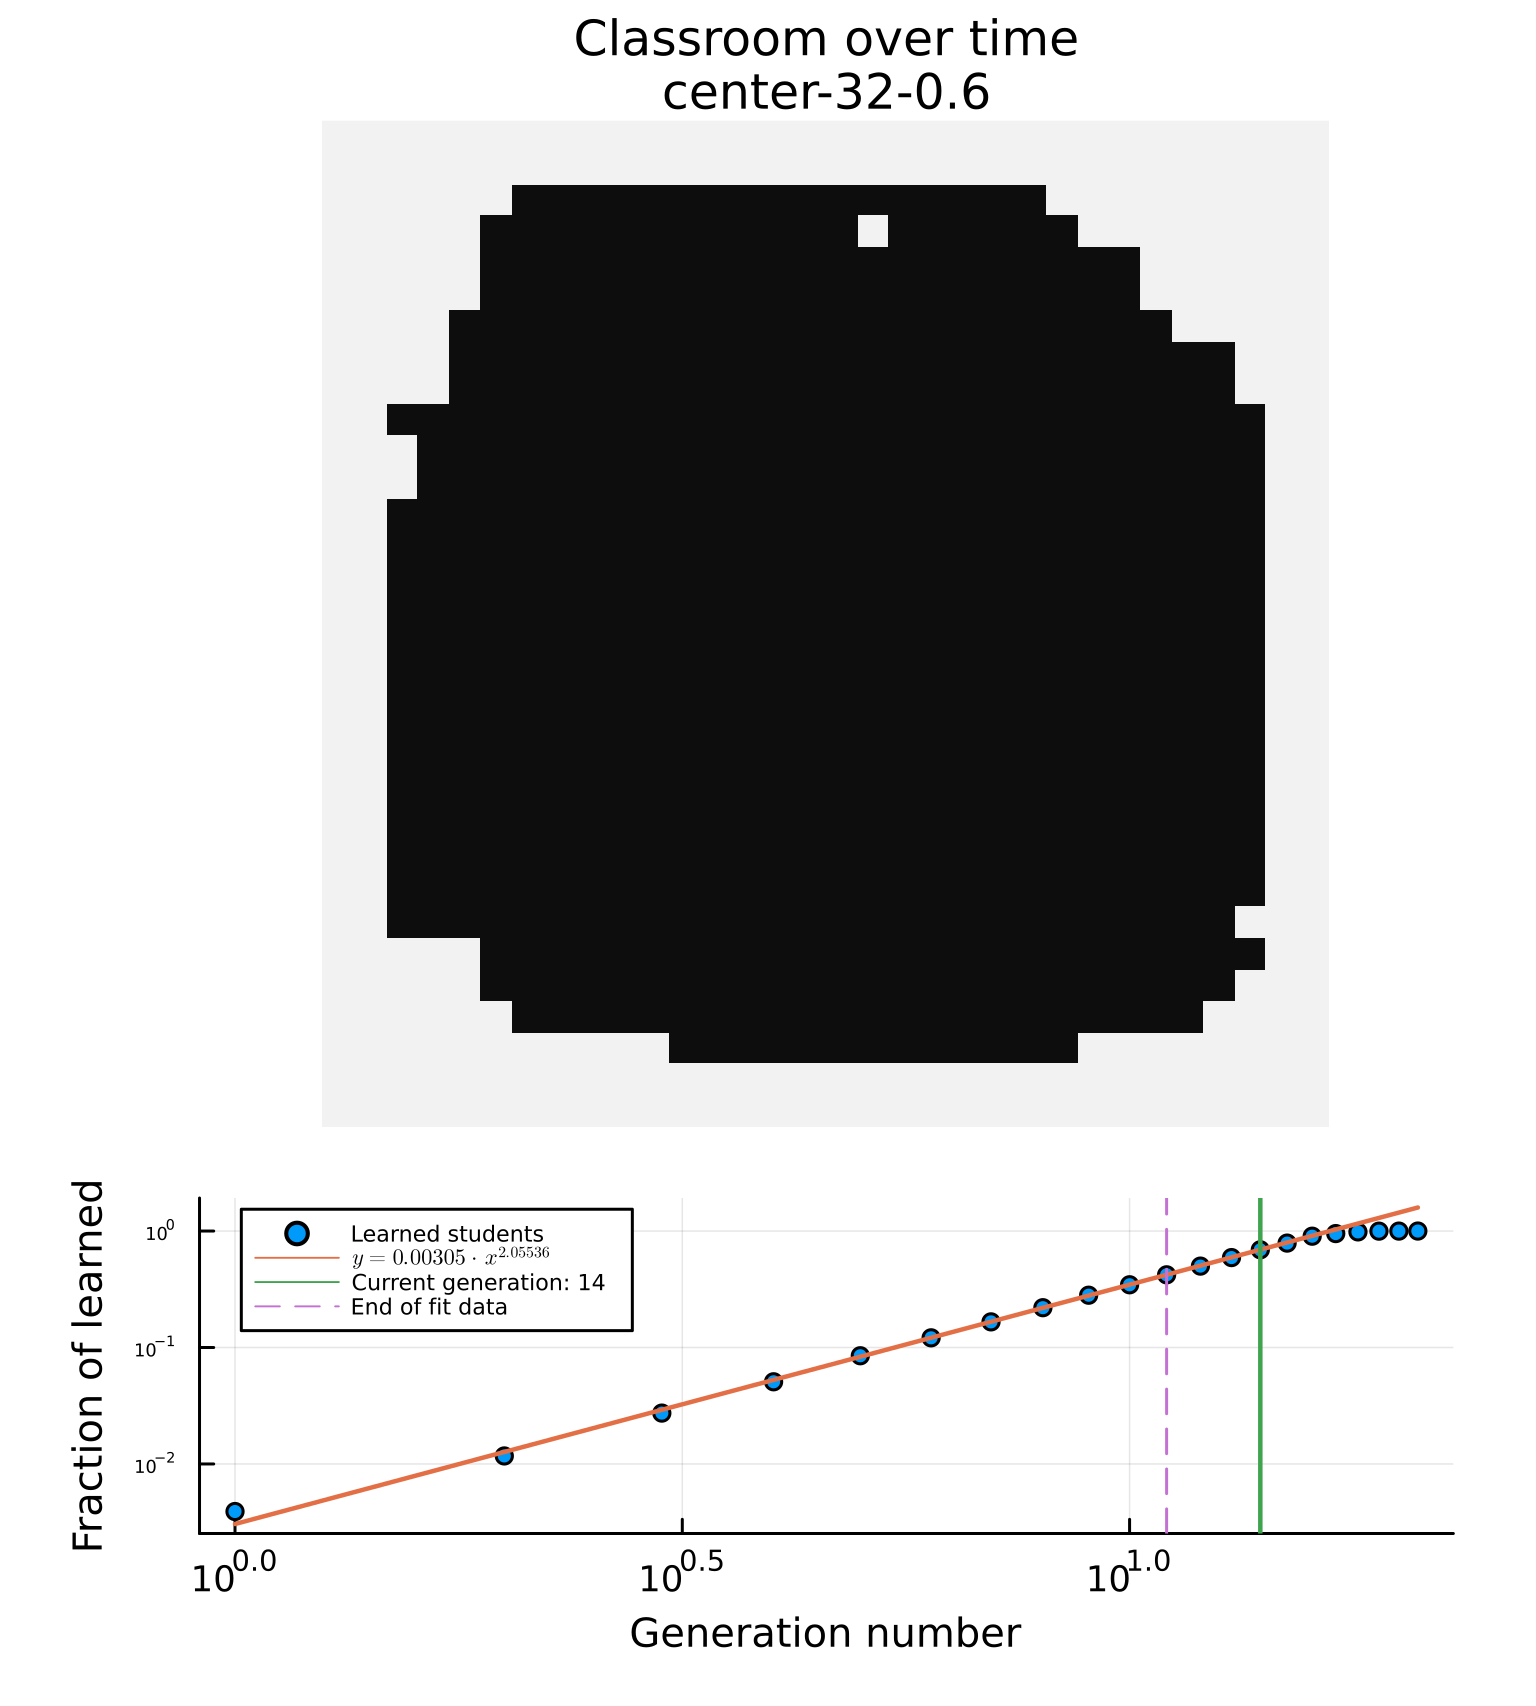 Classroom over time
center-32-0.6
Fraction of learned
10^0
10^−1
10^−2
Learned students
y = 0.00305 · x^2.05536
Current generation: 14
End of fit data
10^0.0 10^0.5 10^1.0
Generation number